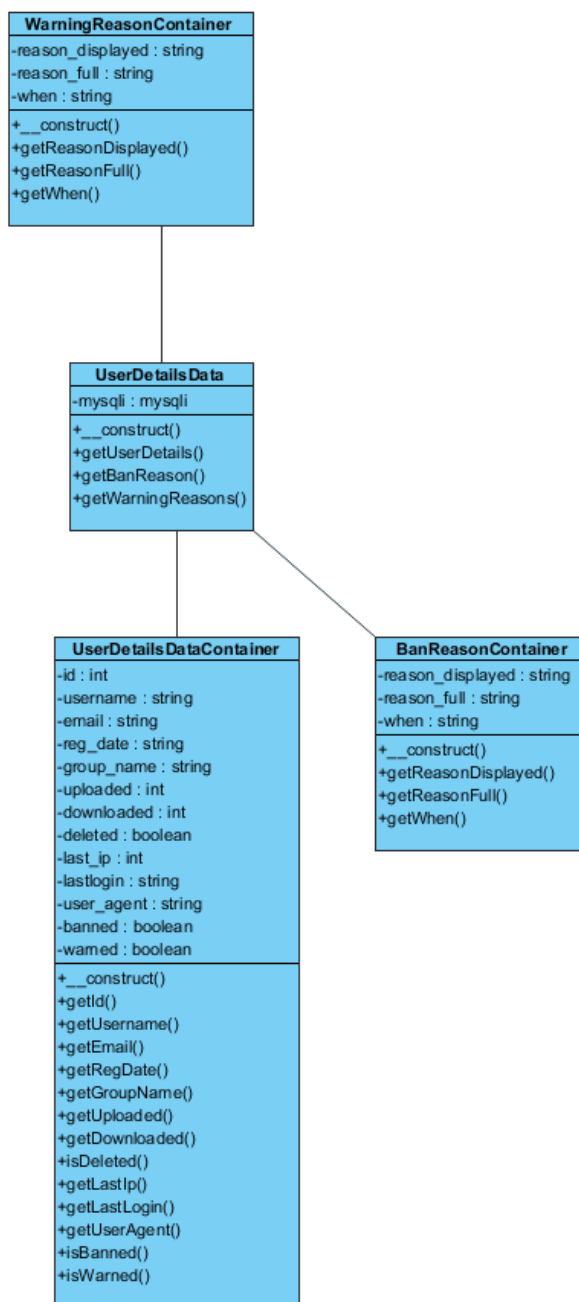 WarningReasonContainer
-reason_displayed : string
-reason_full : string
-when : string
+__construct()
+getReasonDisplayed()
+getReasonFull()
+getWhen()
UserDetailsData
-mysqli : mysqli
+__construct()
+getUserDetails()
+getBanReason()
+getWarningReasons()
UserDetailsDataContainer
-id : int
-username : string
-email : string
-reg_date : string
-group_name : string
-uploaded : int
-downloaded : int
-deleted : boolean
-last_ip : int
-lastlogin : string
-user_agent : string
-banned : boolean
-warned : boolean
+__construct()
+getId()
+getUsername()
+getEmail()
+getRegDate()
+getGroupName()
+getUploaded()
+getDownloaded()
+isDeleted()
+getLastIp()
+getLastLogin()
+getUserAgent()
+isBanned()
+isWarned()
BanReasonContainer
-reason_displayed : string
-reason_full : string
-when : string
+__construct()
+getReasonDisplayed()
+getReasonFull()
+getWhen()